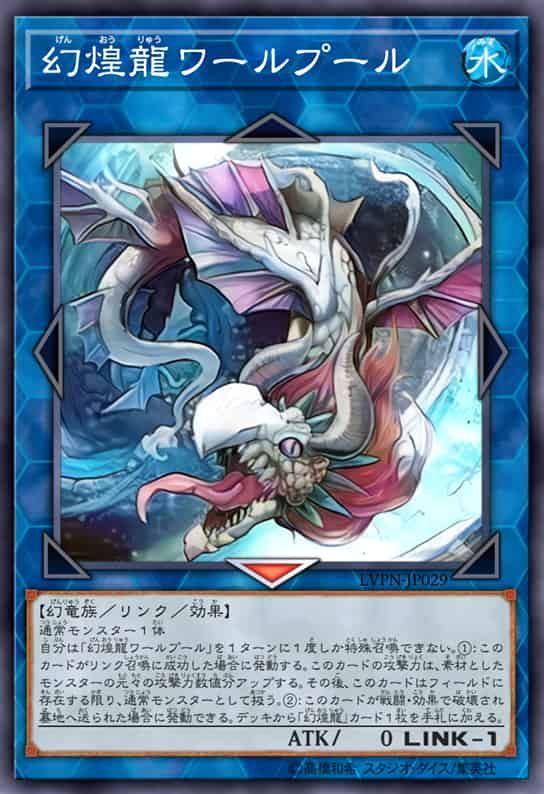 幻煌龍ワールプール
水
LVPN-JP029
【幻竜族／リンク／効果】
通常モンスター１体
自分は「幻煌龍ワールプール」を１ターンに１度しか特殊召喚できない。①：この
カードがリンク召喚に成功した場合に発動する。このカードの攻撃力は、素材とした
モンスターの元々の攻撃力数値分アップする。その後、このカードはフィールドに
存在する限り、通常モンスターとして扱う。②：このカードが戦闘・効果で破壊され
墓地へ送られた場合に発動できる。デッキから「幻煌龍」カード１枚を手札に加える。
ATK/ 0 LINK-1
©高橋和希 スタジオ・ダイス/集英社